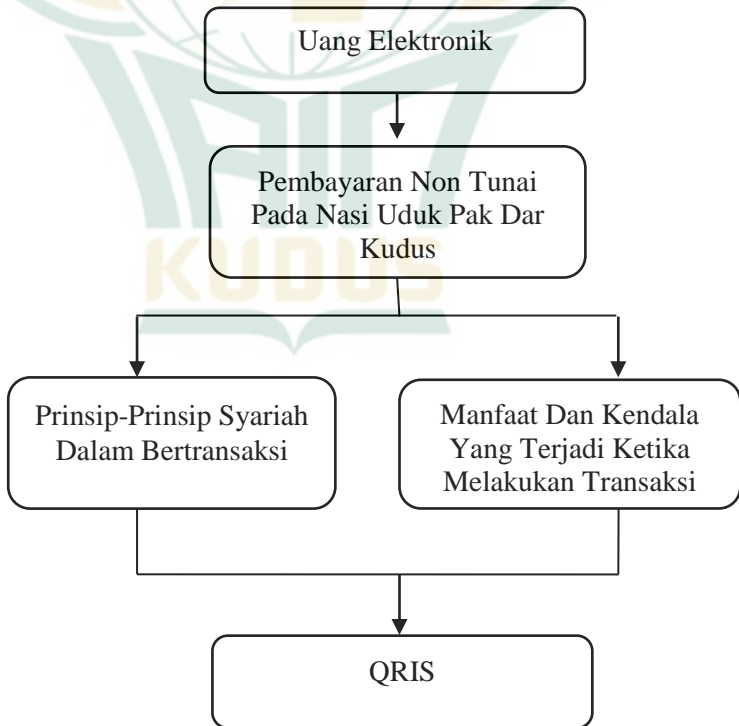 Uang Elektronik
Pembayaran Non Tunai
Pada Nasi Uduk Pak Dar
Kudus
KUDUS
Prinsip-Prinsip Syariah
Dalam Bertransaksi
Manfaat Dan Kendala
Yang Terjadi Ketika
Melakukan Transaksi
QRIS